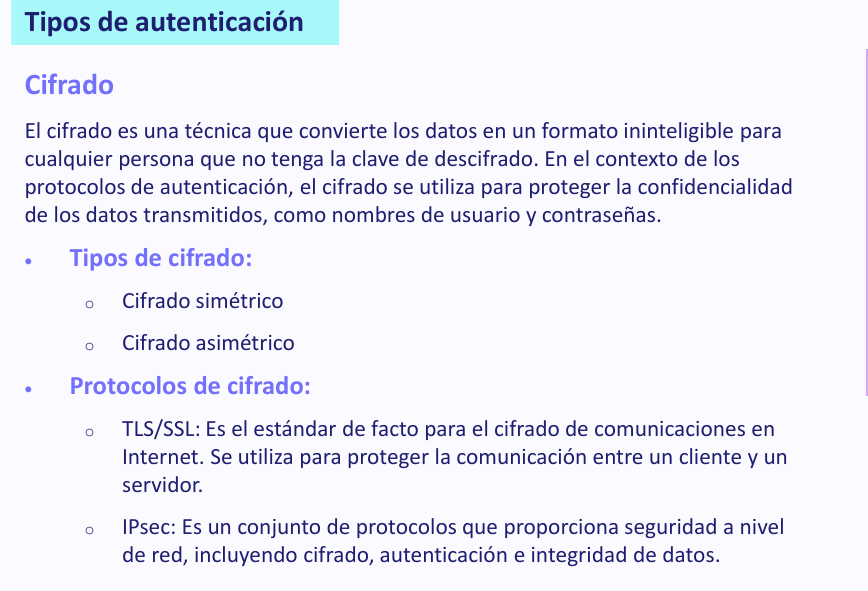 Tipos de autenticación
Cifrado
El cifrado es una técnica que convierte los datos en un formato ininteligible para
cualquier persona que no tenga la clave de descifrado. En el contexto de los
protocolos de autenticación, el cifrado se utiliza para proteger la confidencialidad
de los datos transmitidos, como nombres de usuario y contraseñas.
• Tipos de cifrado:
○ Cifrado simétrico
○ Cifrado asimétrico
• Protocolos de cifrado:
○ TLS/SSL: Es el estándar de facto para el cifrado de comunicaciones en
Internet. Se utiliza para proteger la comunicación entre un cliente y un
servidor.
○ IPsec: Es un conjunto de protocolos que proporciona seguridad a nivel
de red, incluyendo cifrado, autenticación e integridad de datos.